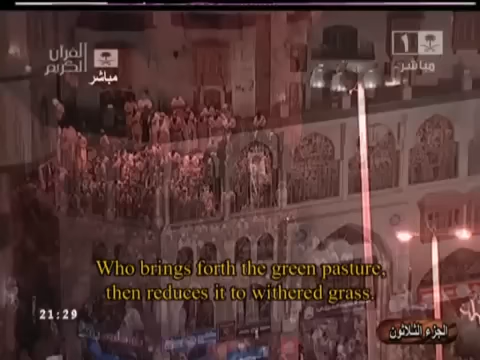 القرآن
الكريم
مباشر
1
مباشر
Who brings forth the green pasture,
then reduces it to withered grass.
21:29
الجزء الثلاثون